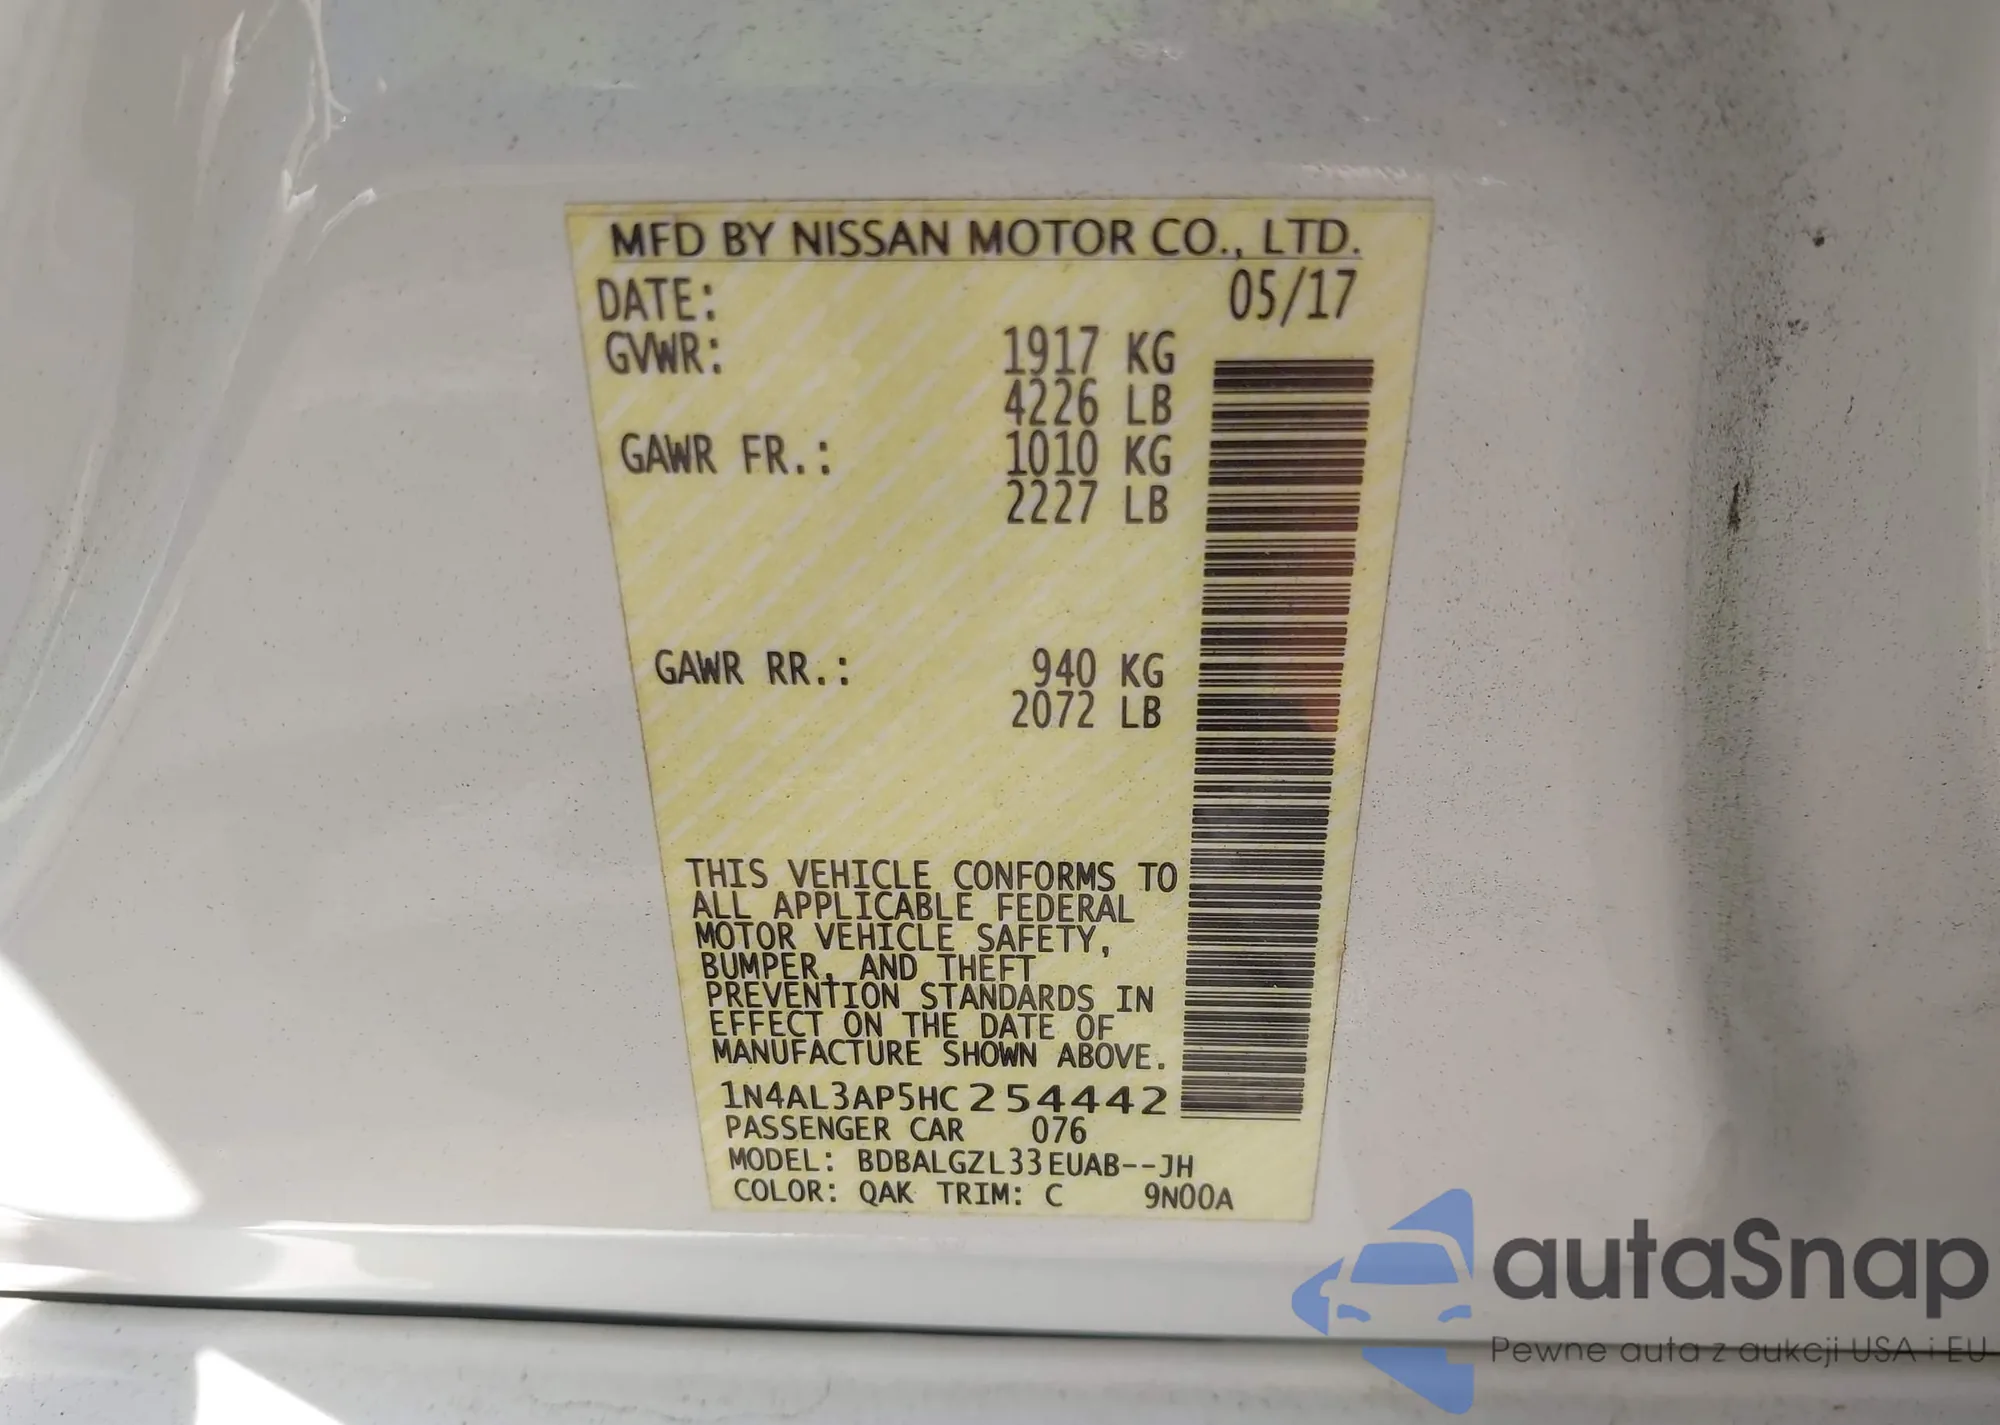 MFD BY NISSAN MOTOR CO., LTD.
DATE: 05/17
GVWR: 1917 KG
4226 LB
GAWR FR.: 1010 KG
2227 LB
GAWR RR.: 940 KG
2072 LB
THIS VEHICLE CONFORMS TO
ALL APPLICABLE FEDERAL
MOTOR VEHICLE SAFETY,
BUMPER, AND THEFT
PREVENTION STANDARDS IN
EFFECT ON THE DATE OF
MANUFACTURE SHOWN ABOVE.
1N4AL3AP5HC254442
PASSENGER CAR 076
MODEL: BDBALGZL33EUAB--JH
COLOR: QAK TRIM: C 9N00A
autaSnap
Pewne auta z aukcji USA i EU